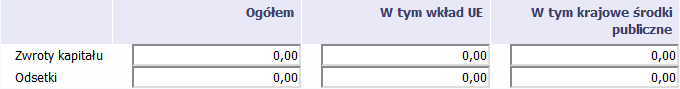 Ogółem W tym wkład UE W tym krajowe środki
publiczne
Zwroty kapitału 0,00 0,00 0,00
Odsetki 0,00 0,00 0,00